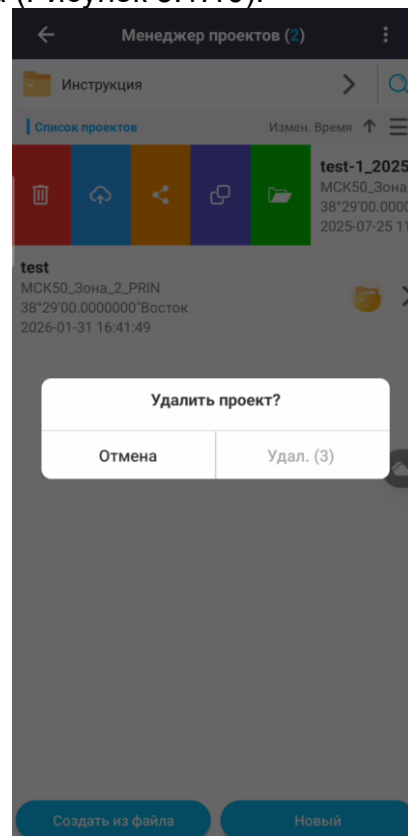 (Рисунок
Менеджер проектов (2)
Инструкция
Список проектов
Измен. Время
test-1_2025
МСК50_Зона
38°29'00.0000
2025-07-25 11
test
МСК50_Зона_2_PRIN
38°29'00.0000000"Восток
2026-01-31 16:41:49
Удалить проект?
Отмена
Удал. (3)
Создать из файла
Новый